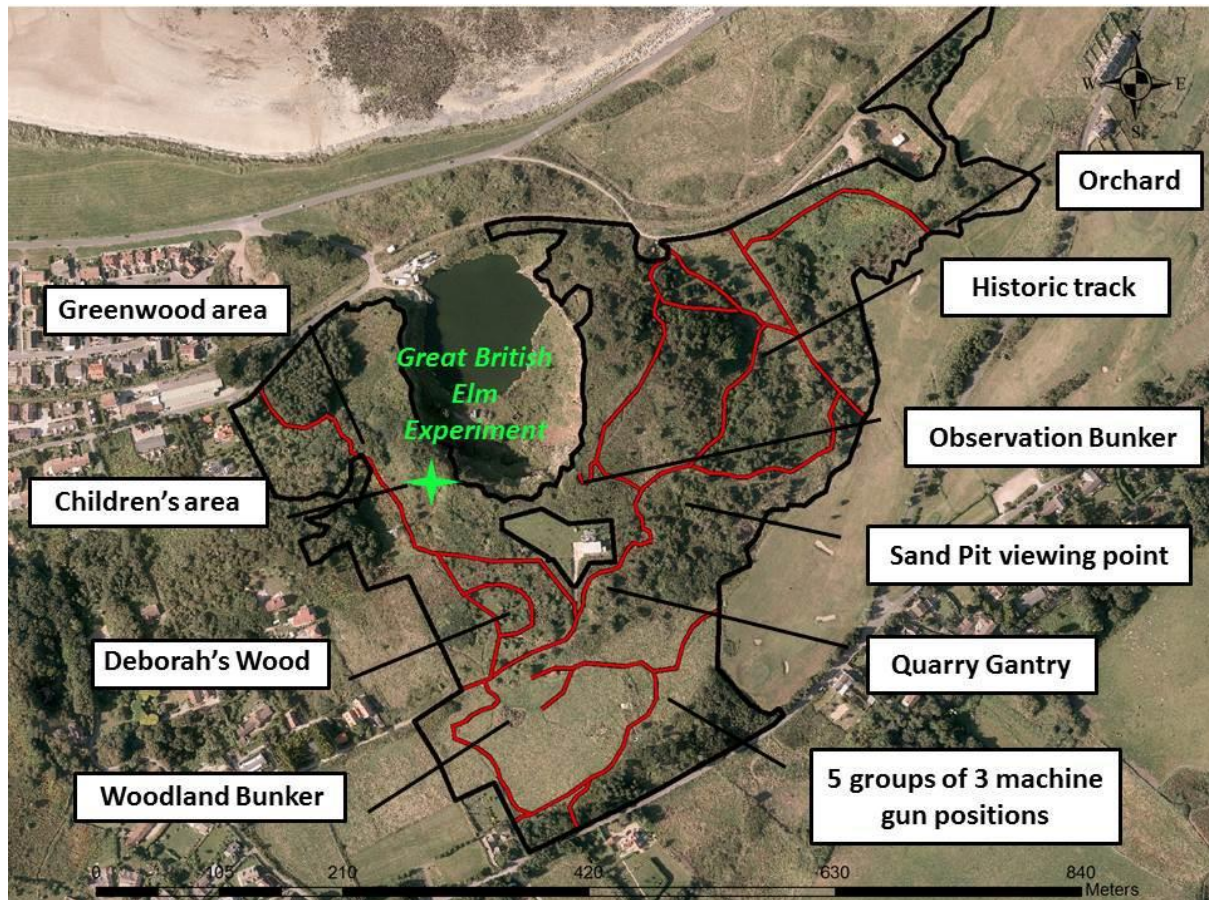 N
W
E
S
Orchard
Historic track
Greenwood area
Great British
Elm
Experiment
Observation Bunker
Children's area
Sand Pit viewing point
Deborah's Wood
Quarry Gantry
Woodland Bunker
5 groups of 3 machine
gun positions
0 105 210 420 630 840
Meters